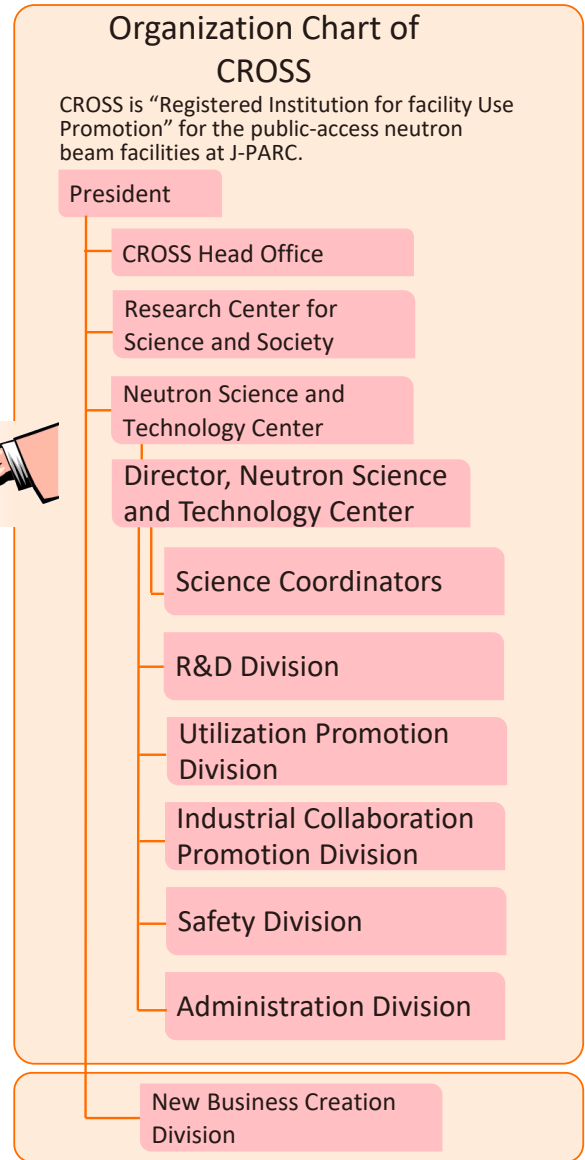 Organization Chart of
CROSS
CROSS is “Registered Institution for facility Use
Promotion” for the public-access neutron
beam facilities at J-PARC.
President
CROSS Head Office
Research Center for
Science and Society
Neutron Science and
Technology Center
Director, Neutron Science
and Technology Center
Science Coordinators
R&D Division
Utilization Promotion
Division
Industrial Collaboration
Promotion Division
Safety Division
Administration Division
New Business Creation
Division